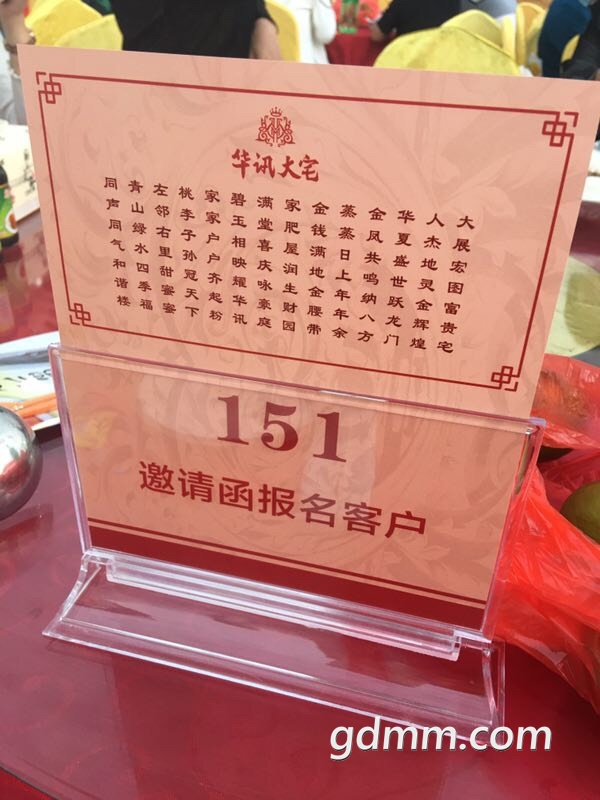 华讯大宅
大展宏图富贵宅
人杰地灵金辉煌
华夏盛世跃龙门
金凤共鸣纳八方
蒸蒸日上年年余
金钱满地金腰带
家肥屋润生财园
满堂喜庆咏豪庭
碧玉相映耀华讯
家家户户齐起粉
桃李子孙冠天下
左邻右里甜蜜蜜
青山绿水四季福
同声同气和谐楼
151
邀请函报名客户
gdmm.com